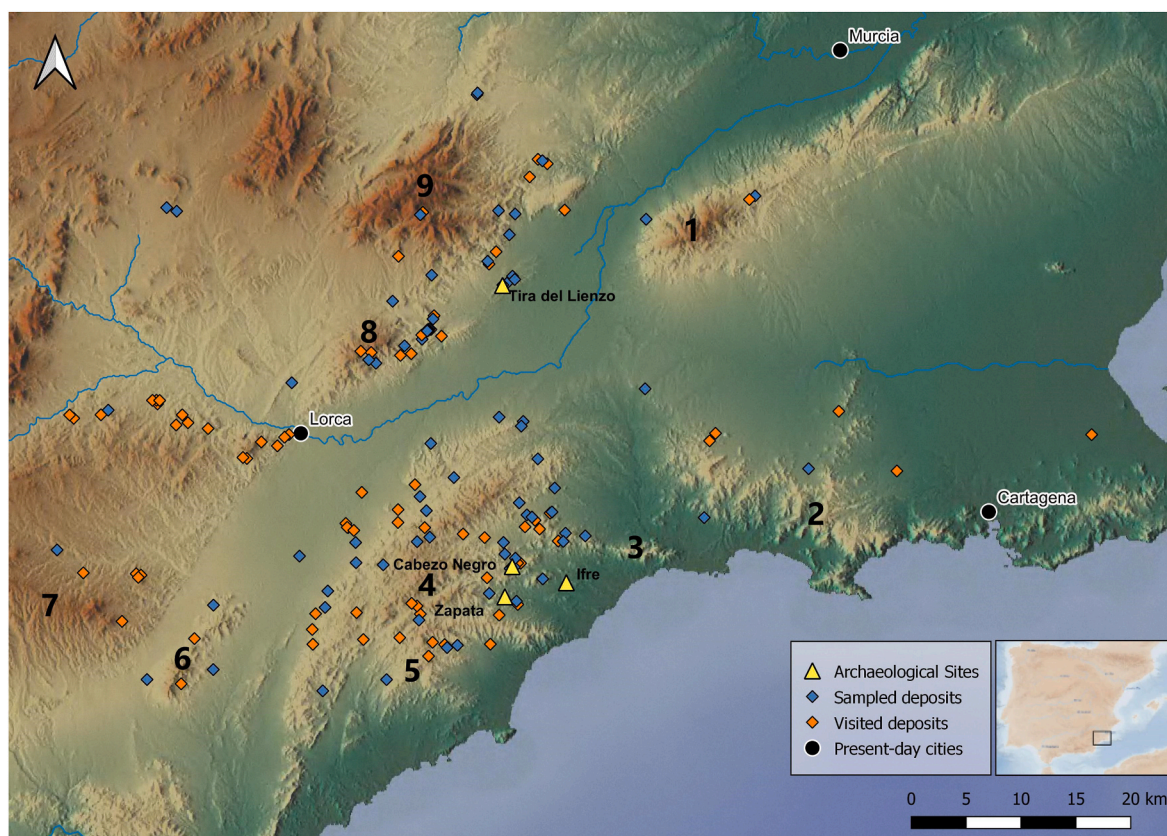 Murcia
9
1
Tira del Lienzo
8
Lorca
2
Cartagena
3
Cabezo Negro
Ifre
4
7
Zapata
6
5
Archaeological Sites
Sampled deposits
Visited deposits
Present-day cities
0 5 10 15 20 km